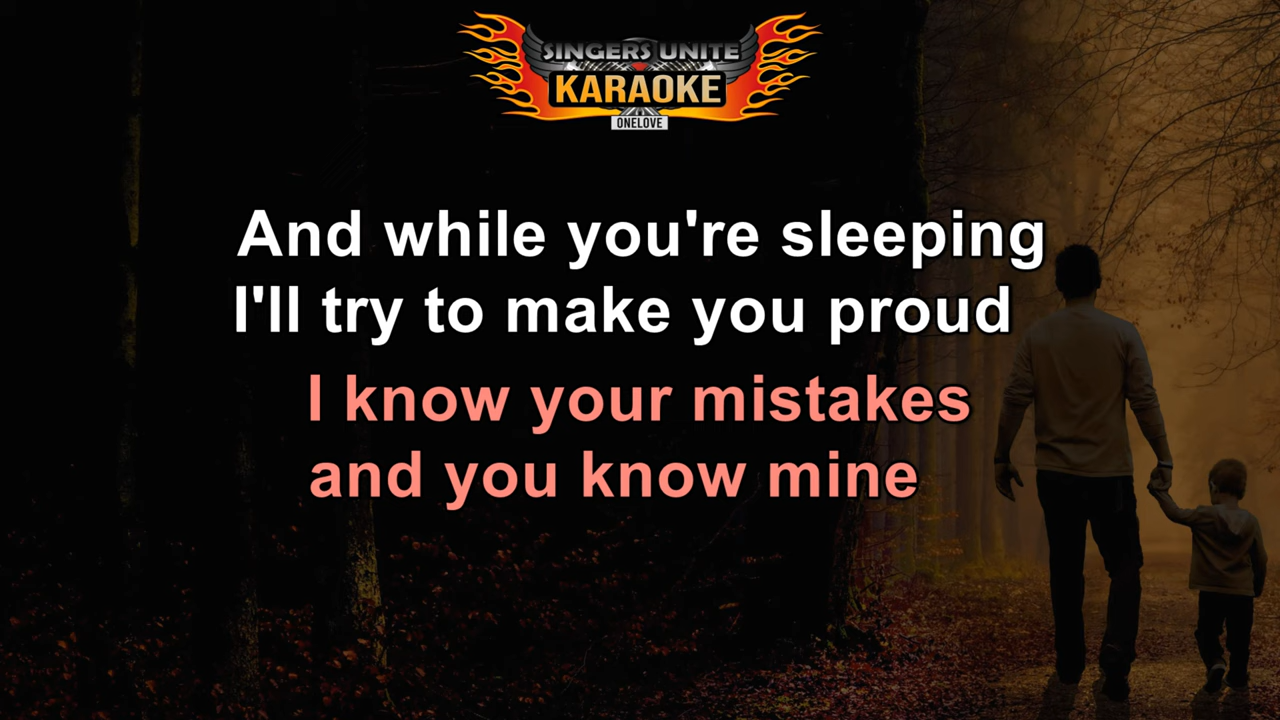 SINGERS UNITE
KARAOKE
ONELOVE
And while you're sleeping
I'll try to make you proud
I know your mistakes
and you know mine